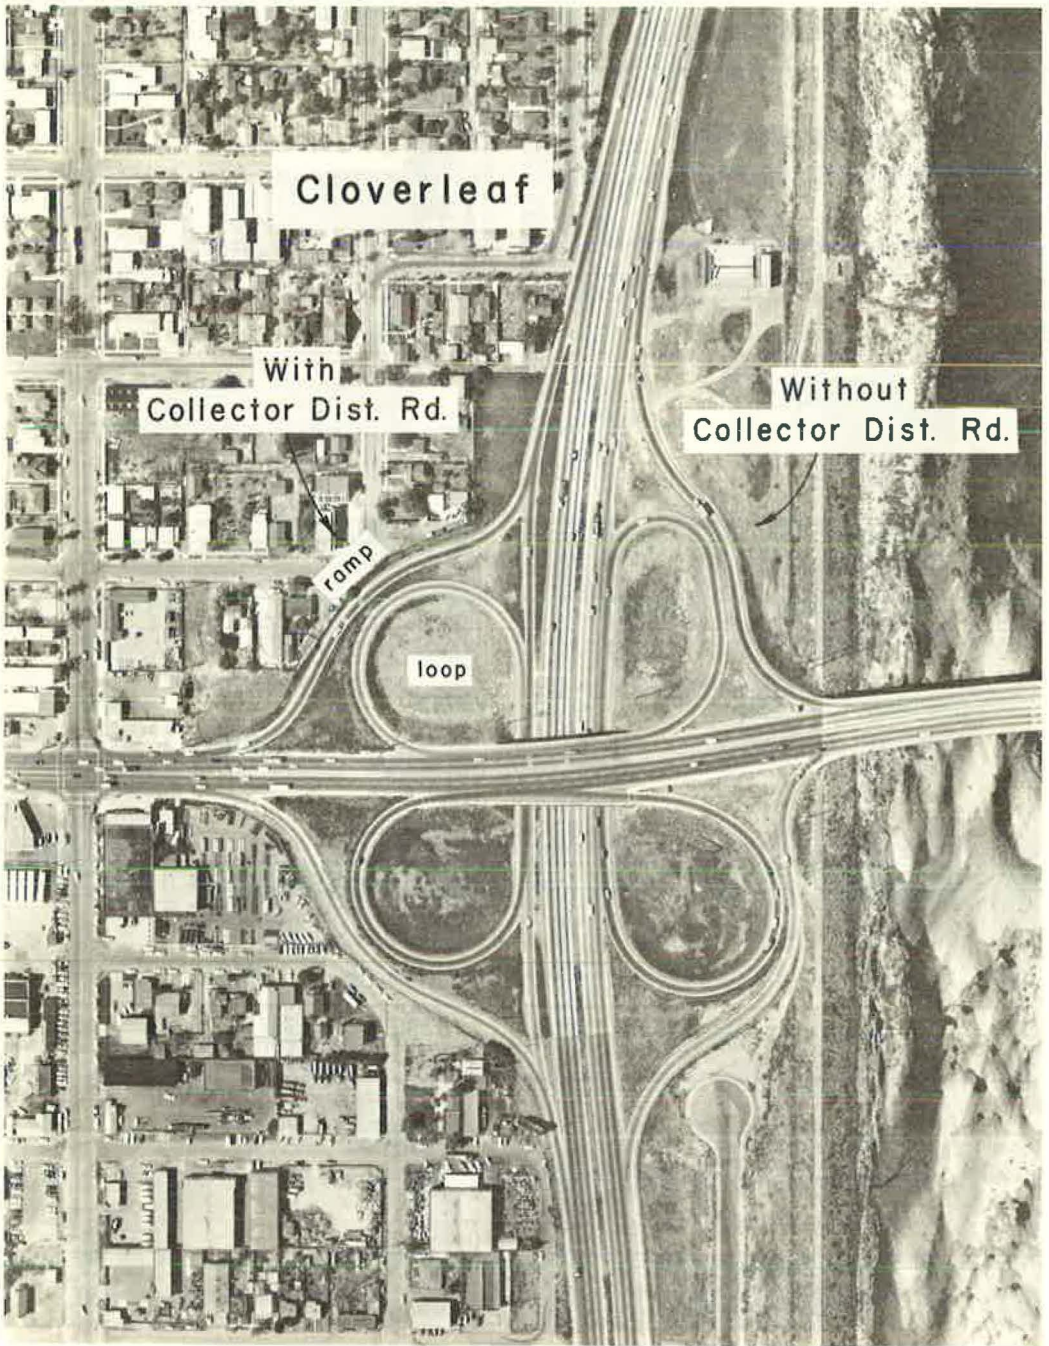 Cloverleaf
With
Collector Dist. Rd.
Without
Collector Dist. Rd.
ramp
loop